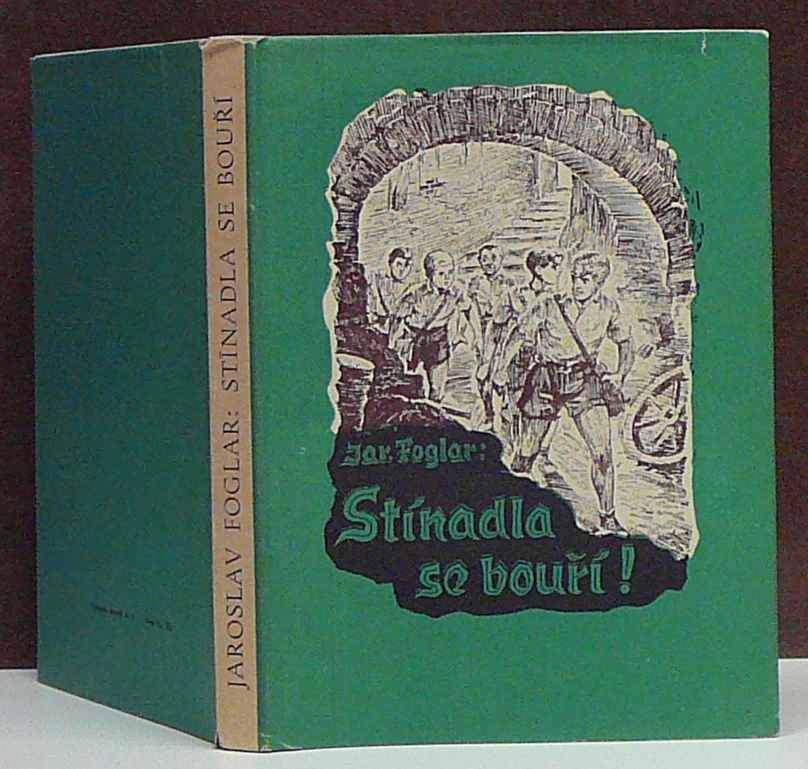 JAROSLAV FOGLAR: STÍNADLA SE BOUŘÍ
Jar. Foglar:
Stínadla
se bouří!